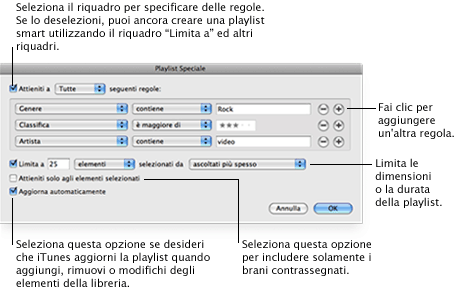 Seleziona il riquadro per specificare delle regole.
Se lo deselezioni, puoi ancora creare una playlist
smart utilizzando il riquadro “Limita a” ed altri
riquadri.
Playlist Speciale
Attieniti a Tutte seguenti regole:
Genere contiene Rock
Classifica è maggiore di
Artista contiene video
Limita a 25 elementi selezionati da ascoltati più spesso
Attieniti solo agli elementi selezionati
Aggiorna automaticamente
Annulla OK
Fai clic per
aggiungere
un'altra regola.
Limita le
dimensioni
o la durata
della playlist.
Seleziona questa opzione se desideri
che iTunes aggiorni la playlist quando
aggiungi, rimuovi o modifichi degli
elementi della libreria.
Seleziona questa opzione
per includere solamente i
brani contrassegnati.